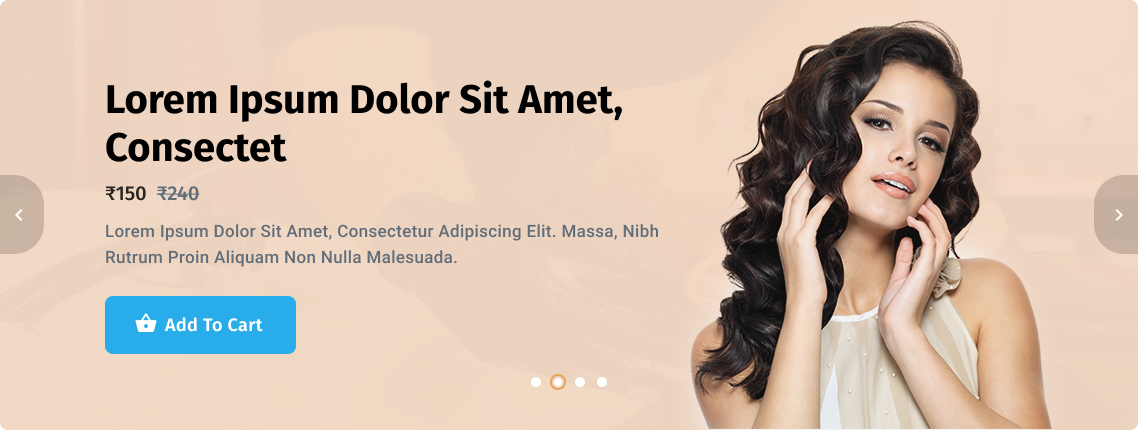 Lorem Ipsum Dolor Sit Amet,
Consectet
₹150 ₹240
Lorem Ipsum Dolor Sit Amet, Consectetur Adipiscing Elit. Massa, Nibh
Rutrum Proin Aliquam Non Nulla Malesuada.
Add To Cart